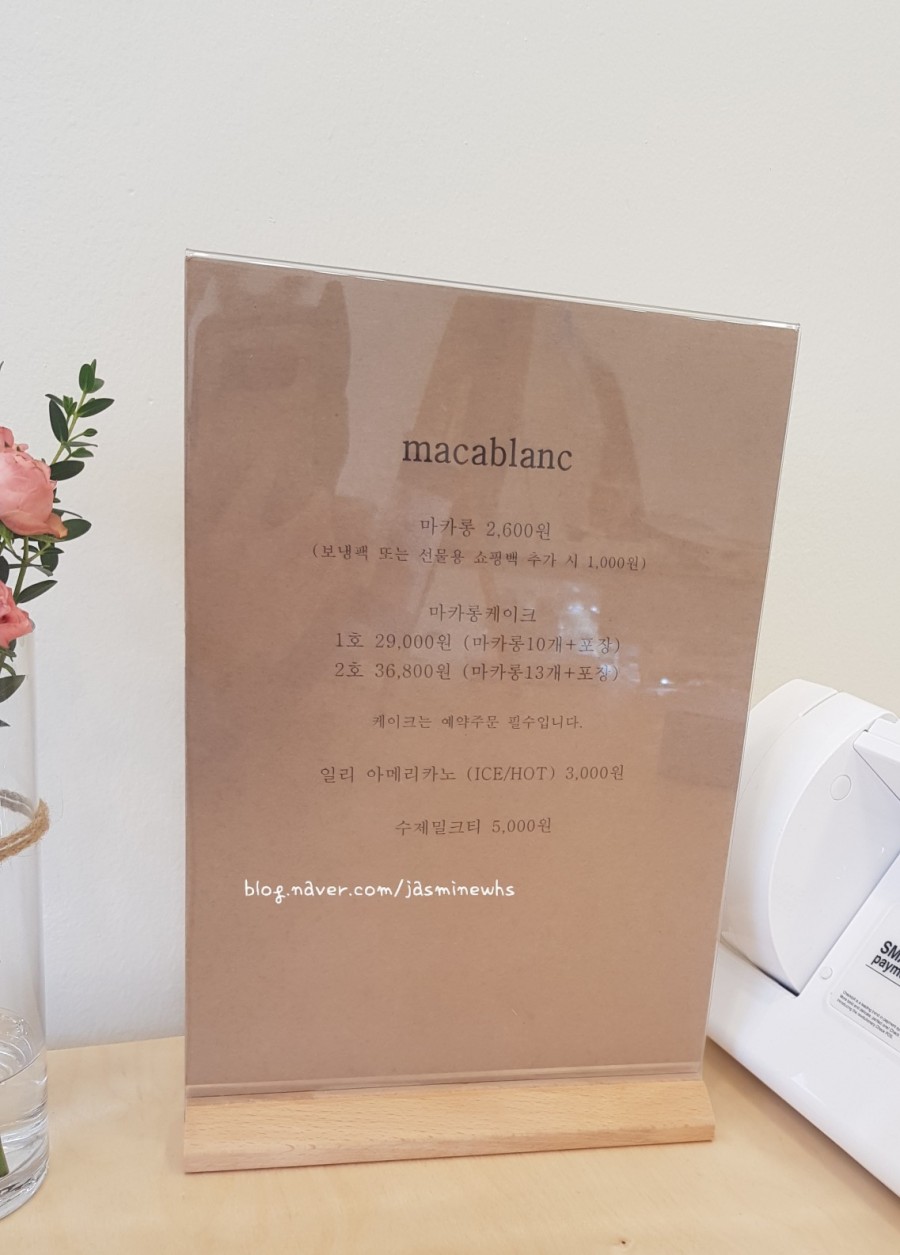 macablanc
마카롱 2,600원
(보냉팩 또는 선물용 쇼핑백 추가 시 1,000원)
마카롱케이크
1호 29,000원 (마카롱10개+포장)
2호 36,800원 (마카롱13개+포장)
케이크는 예약주문 필수입니다.
일리 아메리카노 (ICE/HOT) 3,000원
수제밀크티 5,000원
blog.naver.com/jasminewhs